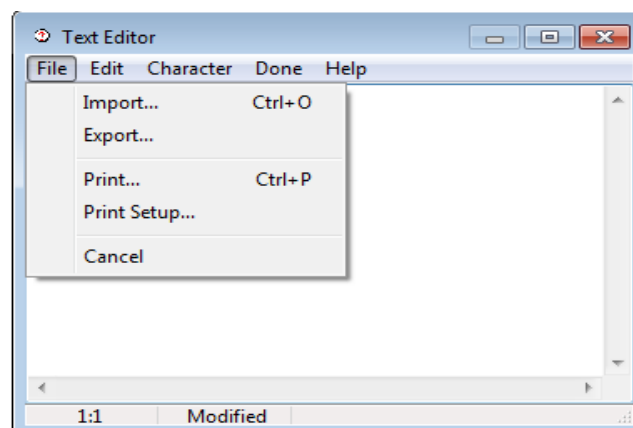 Text Editor
File Edit Character Done Help
Import... Ctrl+O
Export...
Print... Ctrl+P
Print Setup...
Cancel
1:1 Modified